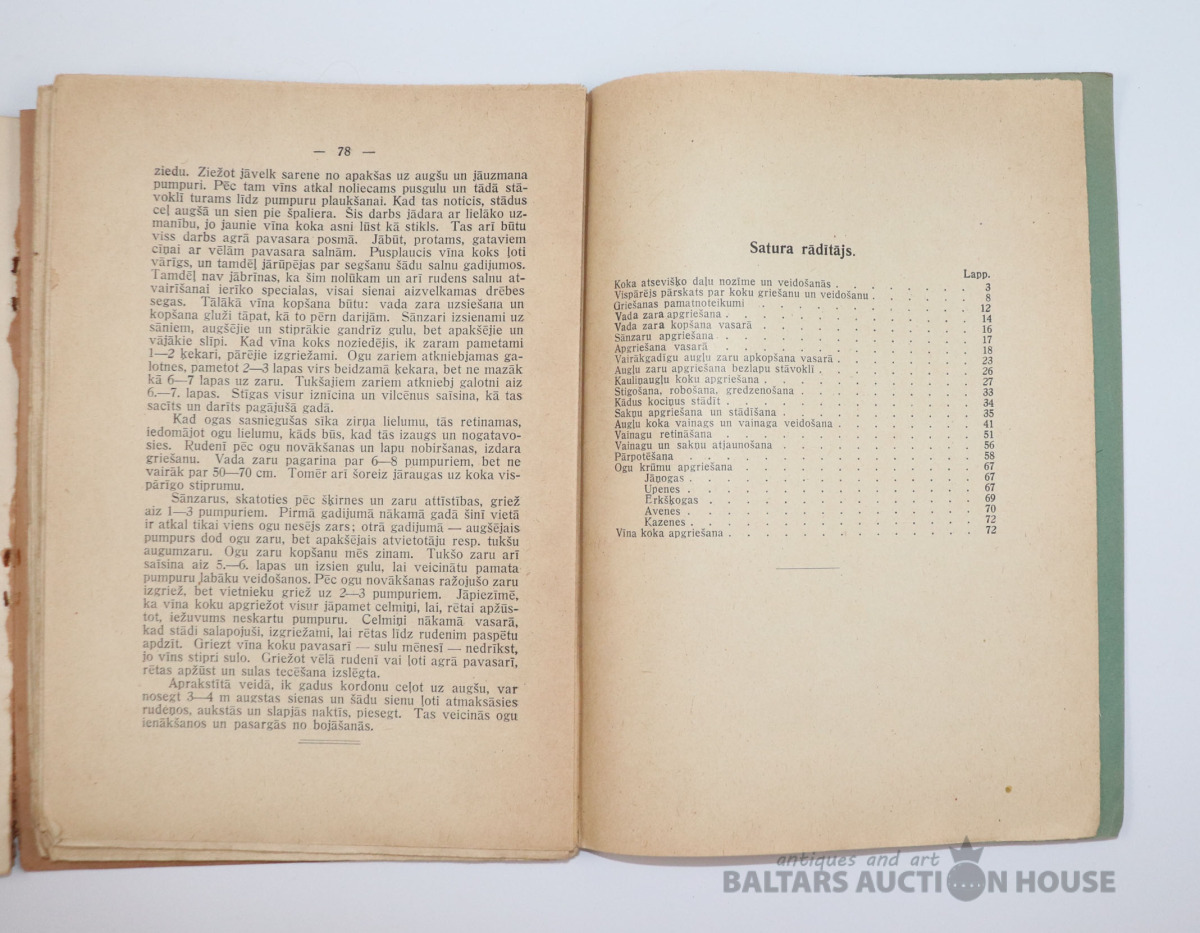 — 78 —
ziedu. Ziežot jāvelk sarene no apakšas uz augšu un jāuzmana
pumpuri. Pēc tam vīns atkal noliecams pusgulu un tādā stā-
voklī turams līdz pumpuru plaukšanai. Kad tas noticis, stādus
ceļ augšā un sien pie špaliera. Šis darbs jādara ar lielāko uz-
manību, jo jaunie vīna koka asni lūst kā stikls. Tas arī būtu
viss darbs agrā pavasara posmā. Jābūt, protams, gataviem
cīņai ar vēlām pavasara salnām. Pusplaucis vīna koks ļoti
vārīgs, un tamdēļ jārūpējas par segšanu šādu salnu gadijumos.
Tamdēļ nav jābrīnas, ka šim nolūkam un arī rudens salnu at-
vairīšanai ierīko specialas, visai sienai aizvelkamas drēbes
segas. Tālākā vīna kopšana būtu: vada zara uzsiešana un
kopšana gluži tāpat, kā to pērn darijām. Sānzari izsienami uz
sāniem, augšējie un stiprākie gandrīz gulu, bet apakšējie un
vājākie slīpi. Kad vīna koks noziedējis, ik zaram pametami
1—2 ķekari, pārējie izgriežami. Ogu zariem atkniebjamas ga-
lotnes, pametot 2—3 lapas virs beidzamā ķekara, bet ne mazāk
kā 6—7 lapas uz zaru. Tukšajiem zariem atkniebj galotni aiz
6.—7. lapas. Stīgas visur iznīcina un vilcēnus saīsina, kā tas
sacīts un darīts pagājušā gadā.
Kad ogas sasniegušas sīka zirņa lielumu, tās retinamas,
iedomājot ogu lielumu, kāds būs, kad tās izaugs un nogatavo-
sies. Rudenī pēc ogu novākšanas un lapu nobiršanas, izdara
griešanu. Vada zaru pagarina par 6—8 pumpuriem, bet ne
vairāk par 50—70 cm. Tomēr arī šoreiz jāraugas uz koka vis-
pārīgo stiprumu.
Sānzarus, skatoties pēc šķirnes un zaru attīstības, griež
aiz 1—3 pumpuriem. Pirmā gadijumā nākamā gadā šinī vietā
ir atkal tikai viens ogu nesējs zars; otrā gadijumā — augšējais
pumpurs dod ogu zaru, bet apakšējais atvietotāju resp. tukšu
augumzaru. Ogu zaru kopšanu mēs zinam. Tukšo zaru arī
saīsina aiz 5.—6. lapas un izsien gulu, lai veicinātu pamata
pumpuru labāku veidošanos. Pēc ogu novākšanas ražojušo zaru
izgriež, bet vietnieku griež uz 2—3 pumpuriem. Jāpiezīmē,
ka vīna koku apgriežot visur jāpamet celmiņi, lai, rētai apžūs-
tot, iežuvums neskartu pumpuru. Celmiņi nākamā vasarā,
kad stādi salapojuši, izgriežami, lai rētas līdz rudenim paspētu
apdzīt. Griezt vīna koku pavasarī — sulu mēnesī — nedrīkst,
jo vīns stipri sulo. Griežot vēlā rudenī vai ļoti agrā pavasarī,
rētas apžūst un sulas tecēšana izslēgta.
Aprakstītā veidā, ik gadus kordonu ceļot uz augšu, var
nosegt 3—4 m augstas sienas un šādu sienu ļoti atmaksāsies
rudeņos, aukstās un slapjās naktīs, piesegt. Tas veicinās ogu
ienākšanos un pasargās no bojāšanās.
Satura rādītājs.
Lapp.
Koka atsevišķo daļu nozīme un veidošanās . . . . . . . 3
Vispārējs pārskats par koku griešanu un veidošanu . . . . . . 8
Griešanas pamatnoteikumi . . . . . . . . . . . 12
Vada zara apgriešana . . . . . . . . . . . . 14
Vada zara kopšana vasarā . . . . . . . . . . . 16
Sānzaru apgriešana . . . . . . . . . . . . 17
Apgriešana vasarā . . . . . . . . . . . . 18
Vairākgadīgu augļu zaru apkopšana vasarā . . . . . . . 23
Augļu zaru apgriešana bezlapu stāvoklī . . . . . . . . 26
Kauliņaugļu koku apgriešana . . . . . . . . . . 27
Stīgošana, robošana, gredzenošana . . . . . . . . . 33
Kādus kociņus stādīt . . . . . . . . . . . . 34
Sakņu apgriešana un stādīšana . . . . . . . . . . 35
Augļu koka vainags un vainaga veidošana . . . . . . . 41
Vainagu retināšana . . . . . . . . . . . . 51
Vainagu un sakņu atjaunošana . . . . . . . . . . 56
Pārpotēšana . . . . . . . . . . . . . . 58
Ogu krūmu apgriešana . . . . . . . . . . . . 67
Jāņogas . . . . . . . . . . . . . . 67
Upenes . . . . . . . . . . . . . . 67
Ērkšķogas . . . . . . . . . . . . . 69
Avenes . . . . . . . . . . . . . . 70
Kazenes . . . . . . . . . . . . . . 72
Vīna koka apgriešana . . . . . . . . . . . . 72
antiques and art
BALTARS AUCTION HOUSE